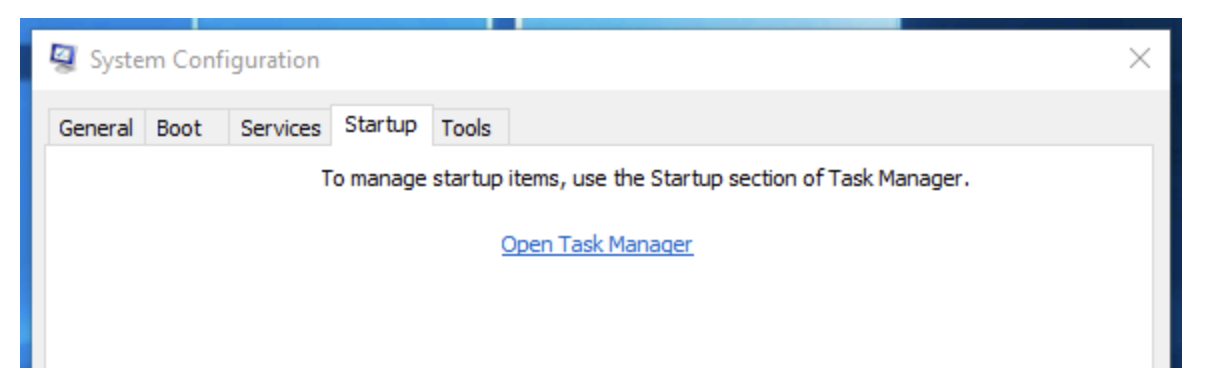 System Configuration
General Boot Services Startup Tools
To manage startup items, use the Startup section of Task Manager.
Open Task Manager